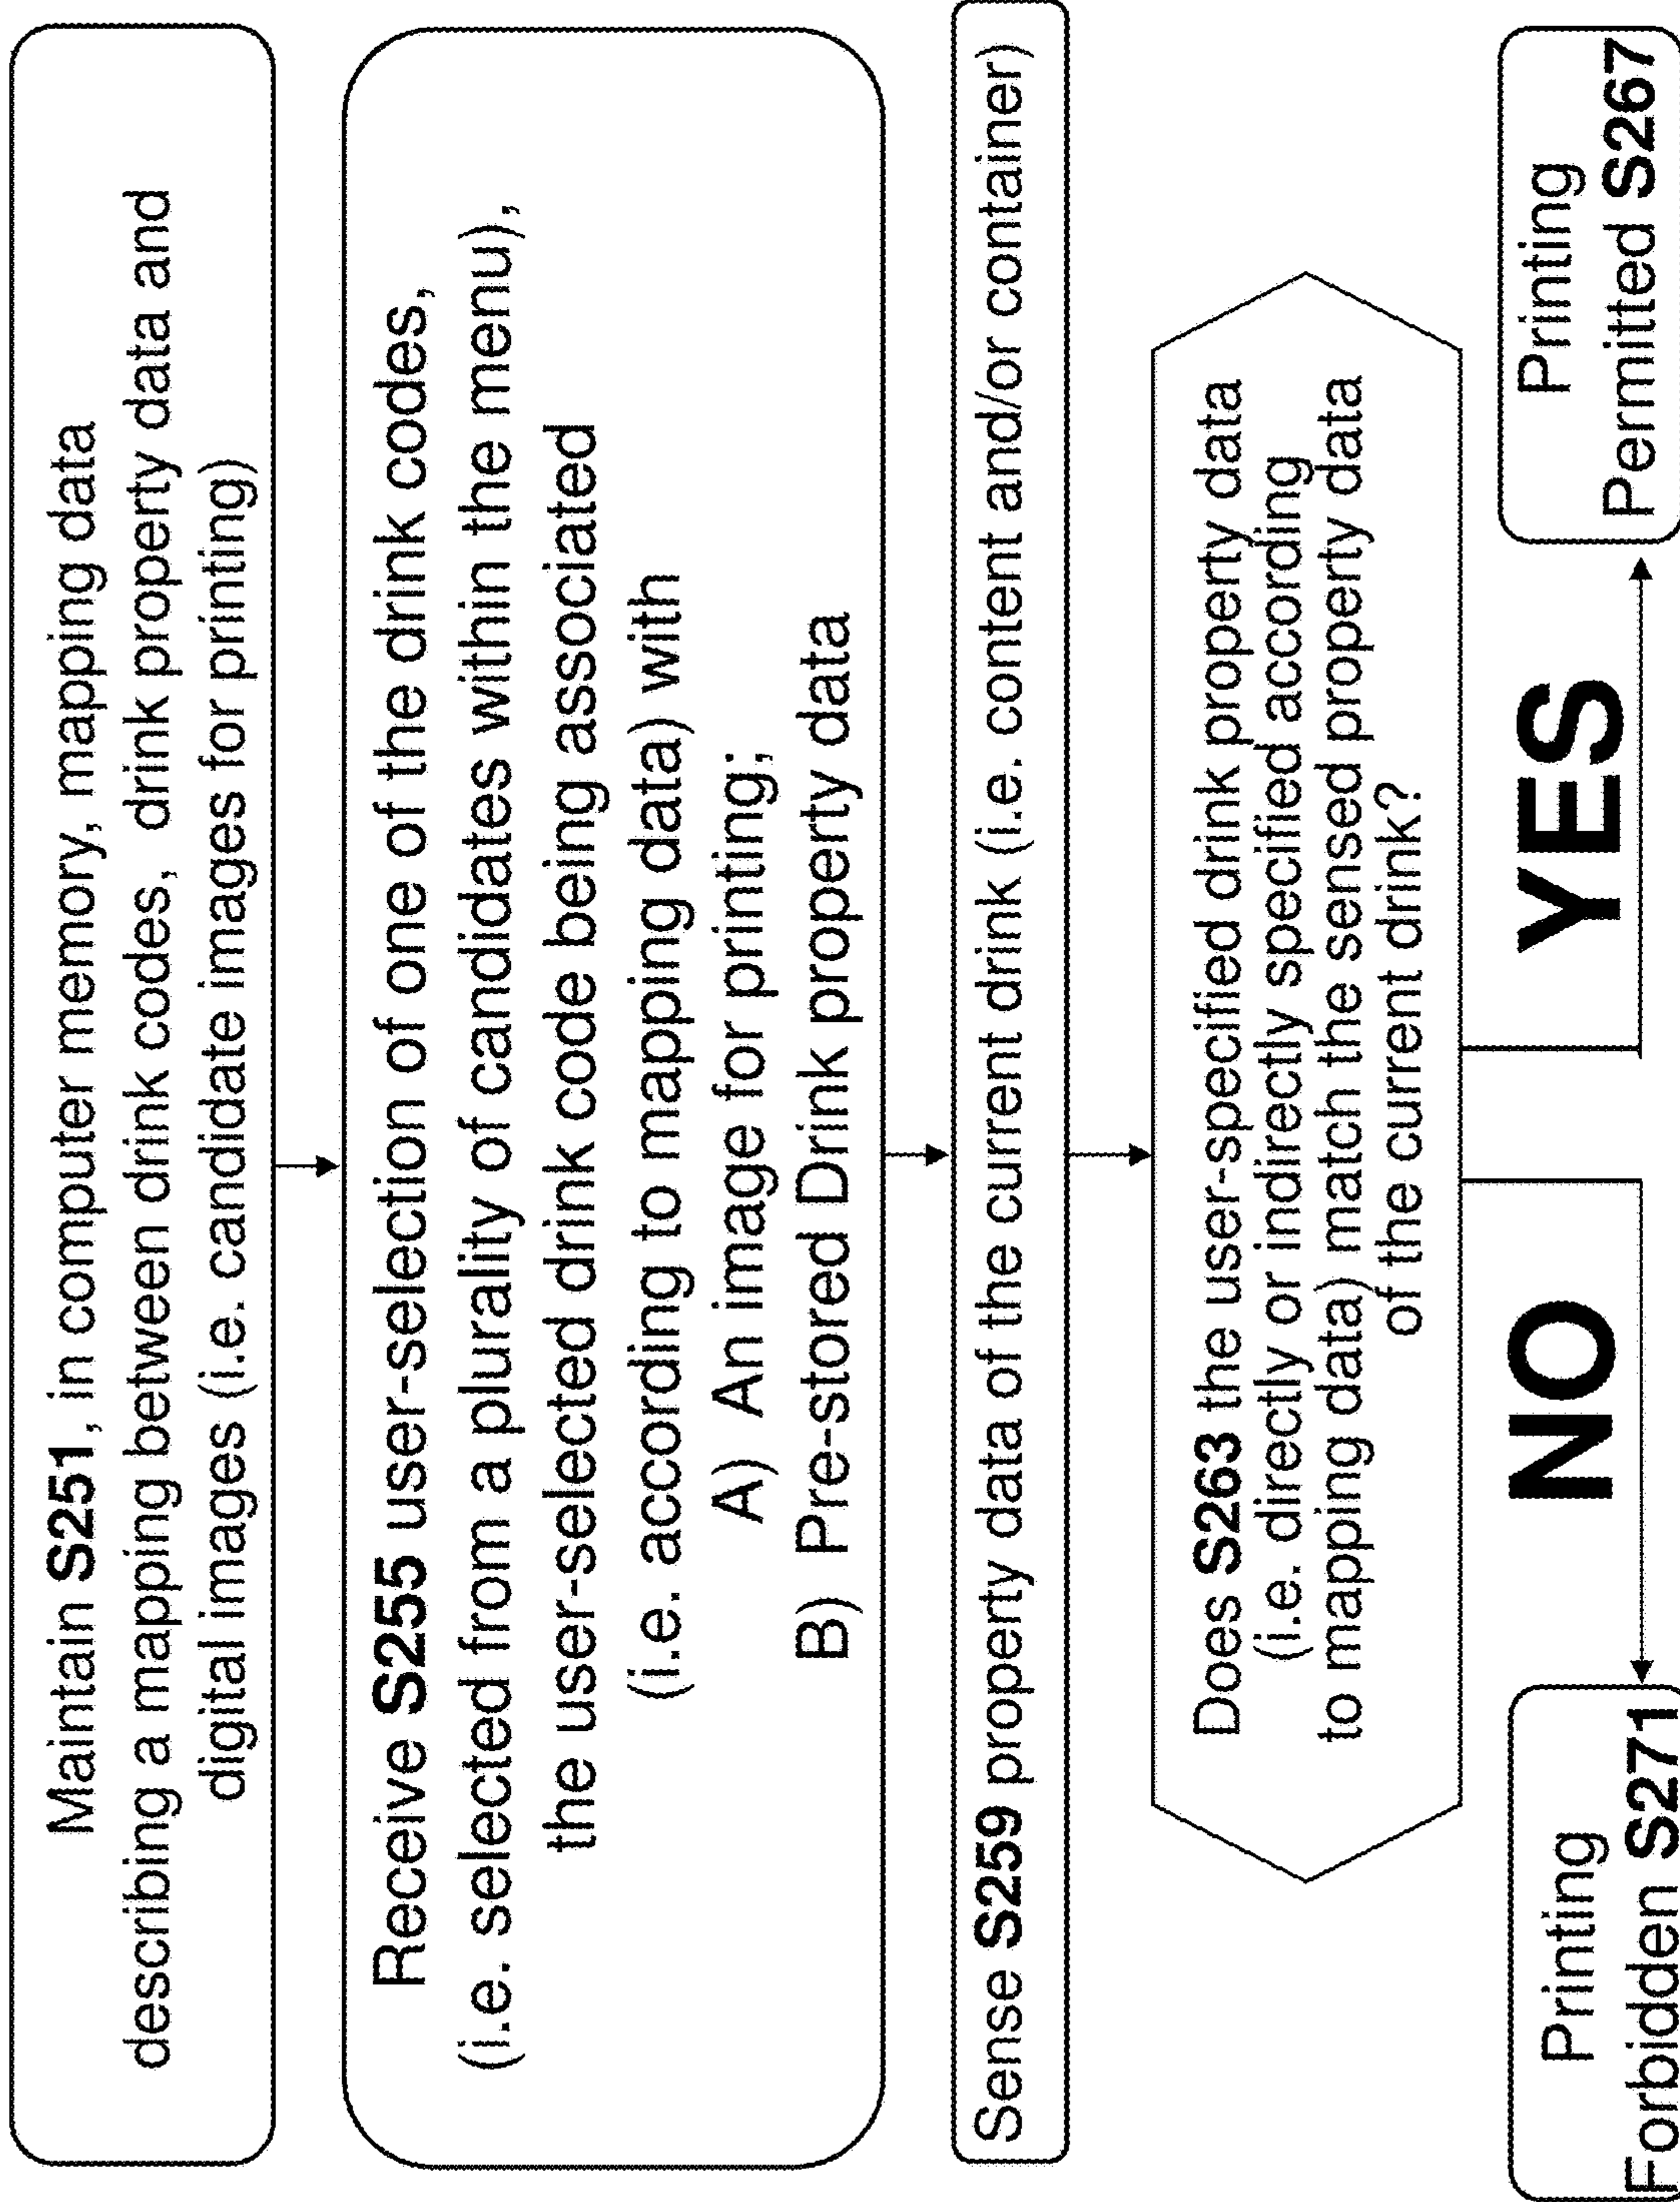 Maintain S251, in computer memory, mapping data
describing a mapping between drink codes, drink property data and
digital images (i.e. candidate images for printing)
Receive S255 user-selection of one of the drink codes,
(i.e. selected from a plurality of candidates within the menu),
the user-selected drink code being associated
(i.e. according to mapping data) with
A) An image for printing;
B) Pre-stored Drink property data
Sense S259 property data of the current drink (i.e. content and/or container)
Does S263 the user-specified drink property data
(i.e. directly or indirectly specified according
to mapping data) match the sensed property data
of the current drink?
NO
YES
Printing
Forbidden S271
Printing
Permitted S267